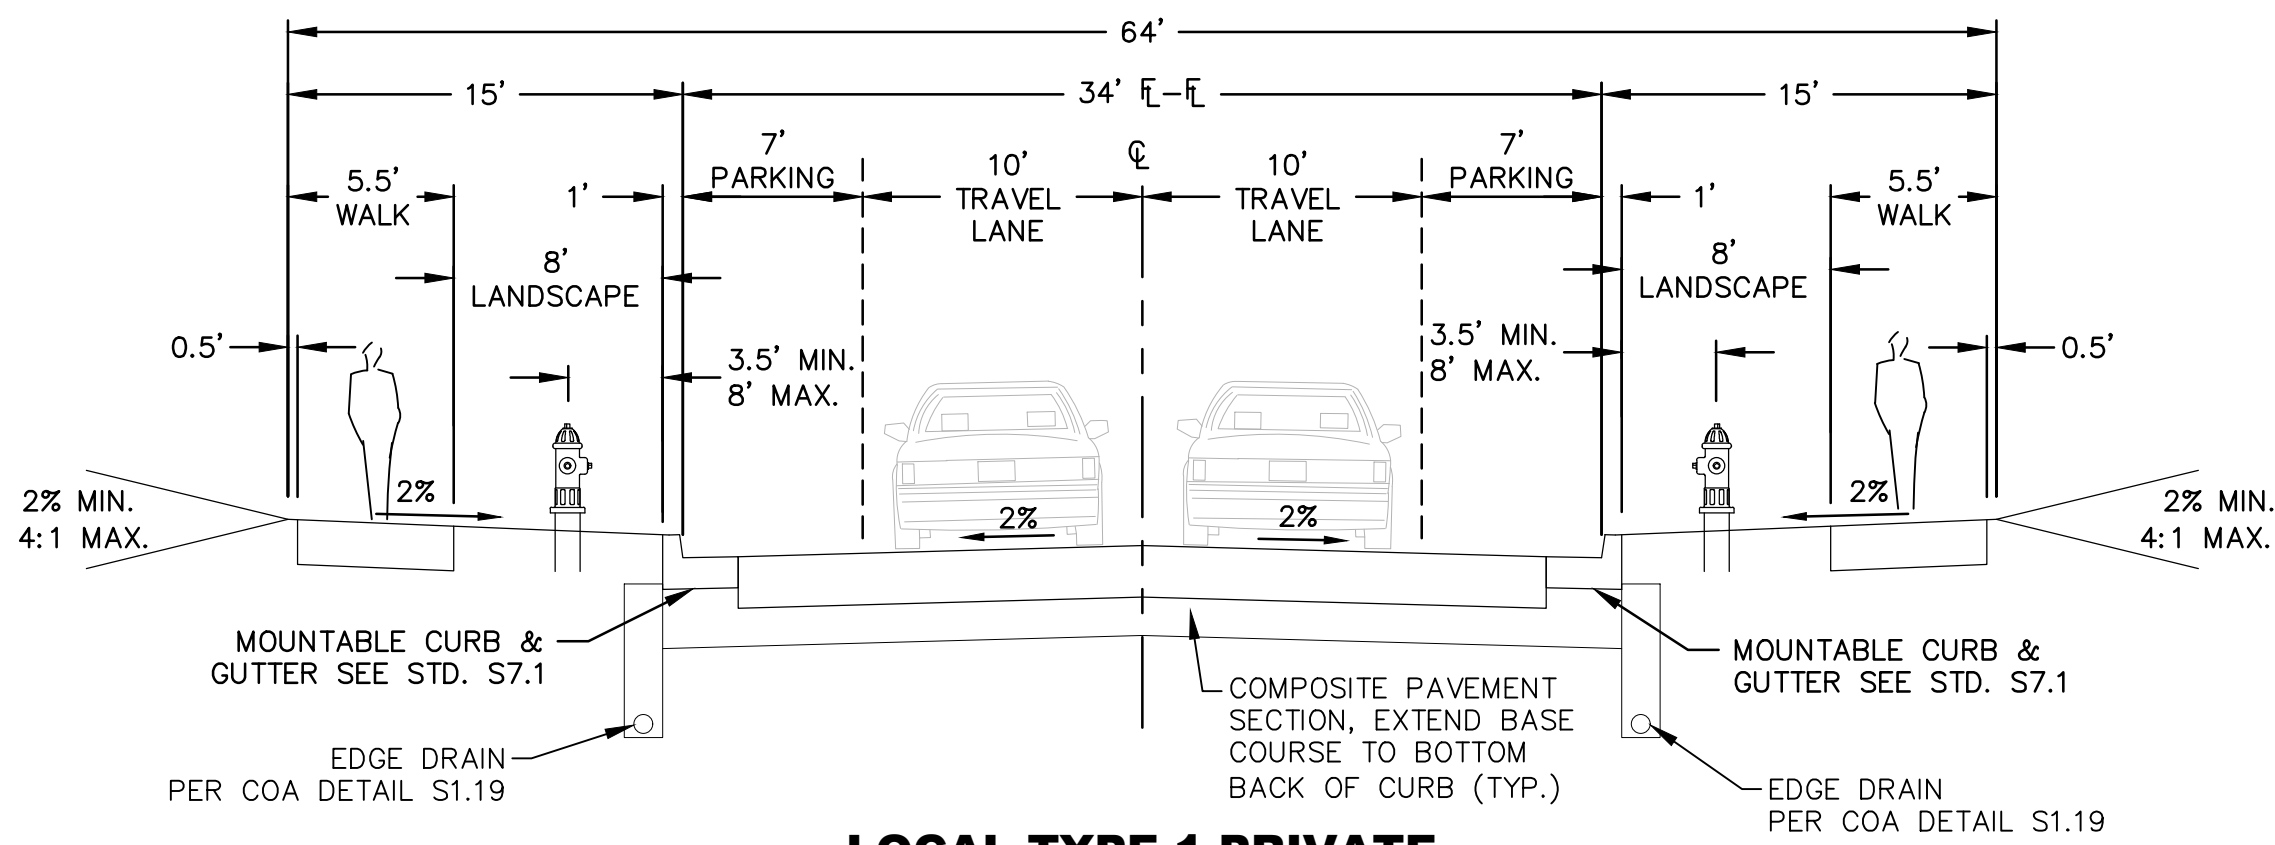 64'
15'
34' FL-FL
15'
7'
PARKING
10'
TRAVEL
LANE
CL
10'
TRAVEL
LANE
7'
PARKING
5.5'
WALK
1'
1'
5.5'
WALK
8'
LANDSCAPE
8'
LANDSCAPE
0.5'
3.5' MIN.
8' MAX.
3.5' MIN.
8' MAX.
0.5'
2% MIN.
4:1 MAX.
2%
2%
2%
2%
2% MIN.
4:1 MAX.
MOUNTABLE CURB &
GUTTER SEE STD. S7.1
MOUNTABLE CURB &
GUTTER SEE STD. S7.1
COMPOSITE PAVEMENT
SECTION, EXTEND BASE
COURSE TO BOTTOM
BACK OF CURB (TYP.)
EDGE DRAIN
PER COA DETAIL S1.19
EDGE DRAIN
PER COA DETAIL S1.19
LOCAL TYPE 1 PRIVATE